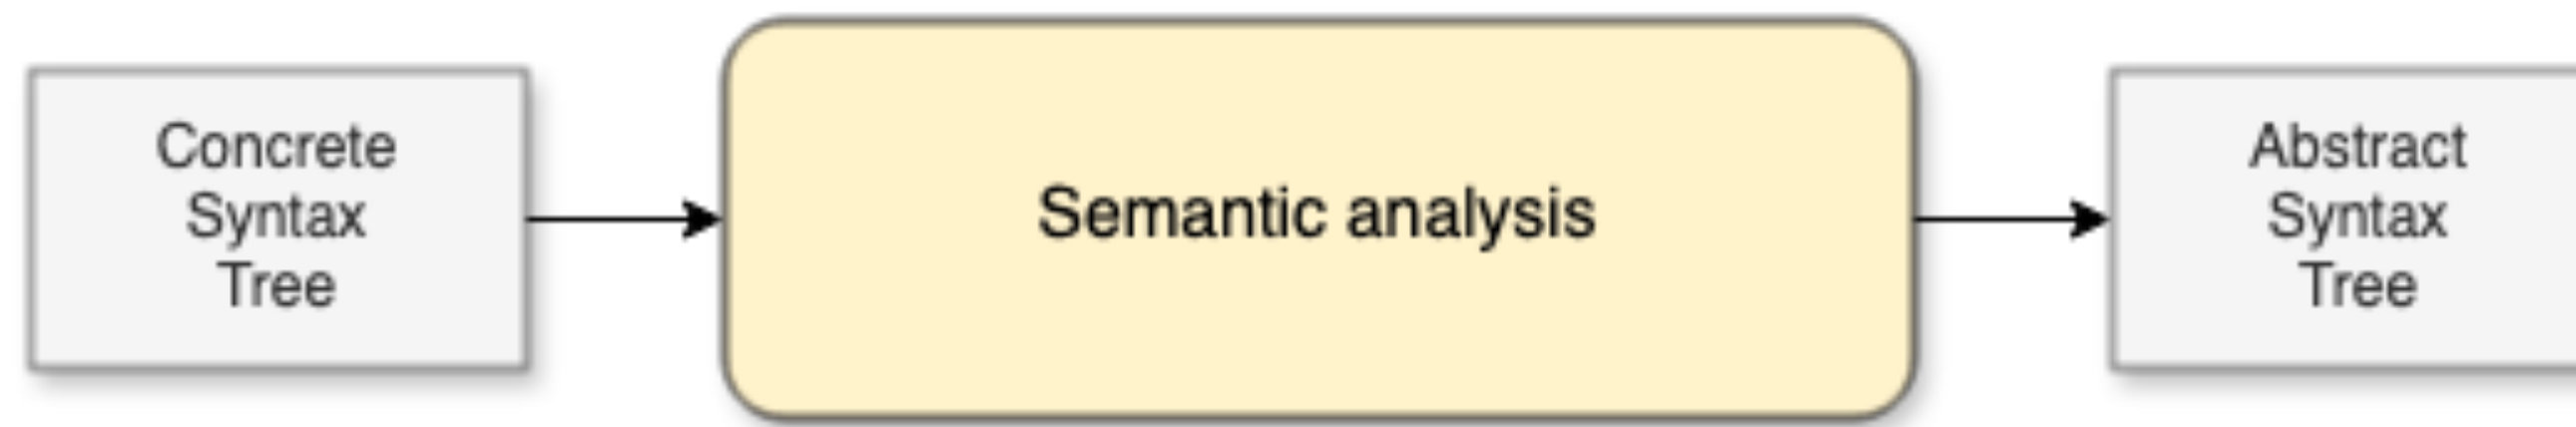 Concrete
Syntax
Tree
Semantic analysis
Abstract
Syntax
Tree